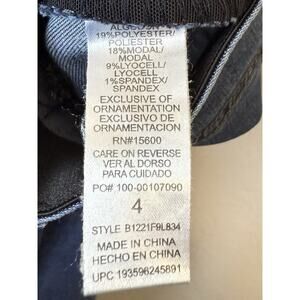 ALGODON
19%POLYESTER/
POLIESTER
18%MODAL/
MODAL
9%LYOCELL/
LYOCELL
1%SPANDEX/
SPANDEX
EXCLUSIVE OF
ORNAMENTATION
EXCLUSIVO DE
ORNAMENTACION
RN#15600
CARE ON REVERSE
VER AL DORSO
PARA CUIDADO
PO# 100-00107090
4
STYLE B1221F9L834
MADE IN CHINA
HECHO EN CHINA
UPC 193596245891